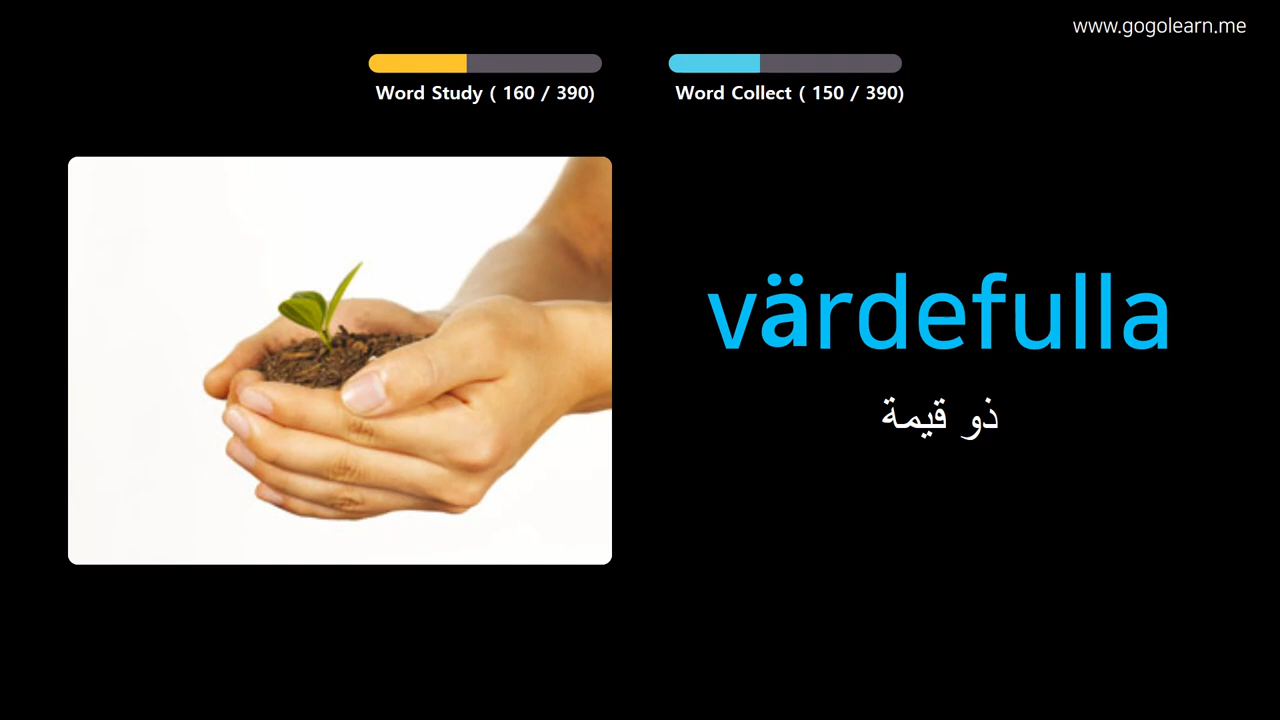 www.gogolearn.me
Word Study ( 160 / 390)
Word Collect ( 150 / 390)
värdefulla
ذو قيمة